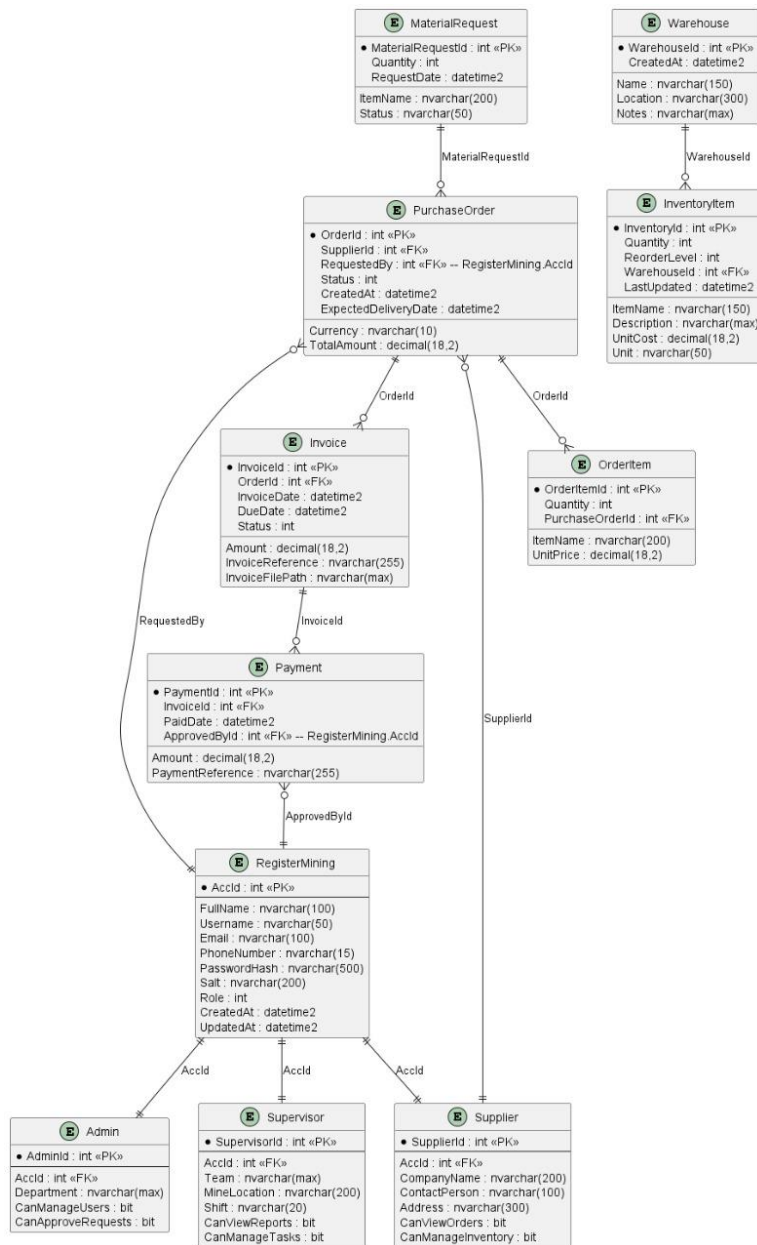 E MaterialRequest
MaterialRequestId : int «PK»
Quantity : int
RequestDate : datetime2
ItemName : nvarchar(200)
Status : nvarchar(50)
E Warehouse
WarehouseId : int «PK»
CreatedAt : datetime2
Name : nvarchar(150)
Location : nvarchar(300)
Notes : nvarchar(max)
MaterialRequestId
WarehouseId
E PurchaseOrder
OrderId : int «PK»
SupplierId : int «FK»
RequestedBy : int «FK» -- RegisterMining.AccId
Status : int
CreatedAt : datetime2
ExpectedDeliveryDate : datetime2
Currency : nvarchar(10)
TotalAmount : decimal(18,2)
E InventoryItem
InventoryId : int «PK»
Quantity : int
ReorderLevel : int
WarehouseId : int «FK»
LastUpdated : datetime2
ItemName : nvarchar(150)
Description : nvarchar(max)
UnitCost : decimal(18,2)
Unit : nvarchar(50)
OrderId
OrderId
E Invoice
InvoiceId : int «PK»
OrderId : int «FK»
InvoiceDate : datetime2
DueDate : datetime2
Status : int
Amount : decimal(18,2)
InvoiceReference : nvarchar(255)
InvoiceFilePath : nvarchar(max)
E OrderItem
OrderItemId : int «PK»
Quantity : int
PurchaseOrderId : int «FK»
ItemName : nvarchar(200)
UnitPrice : decimal(18,2)
RequestedBy
InvoiceId
E Payment
PaymentId : int «PK»
InvoiceId : int «FK»
PaidDate : datetime2
ApprovedById : int «FK» -- RegisterMining.AccId
Amount : decimal(18,2)
PaymentReference : nvarchar(255)
SupplierId
ApprovedById
E RegisterMining
AccId : int «PK»
FullName : nvarchar(100)
Username : nvarchar(50)
Email : nvarchar(100)
PhoneNumber : nvarchar(15)
PasswordHash : nvarchar(500)
Salt : nvarchar(200)
Role : int
CreatedAt : datetime2
UpdatedAt : datetime2
AccId
AccId
AccId
E Admin
AdminId : int «PK»
AccId : int «FK»
Department : nvarchar(max)
CanManageUsers : bit
CanApproveRequests : bit
E Supervisor
SupervisorId : int «PK»
AccId : int «FK»
Team : nvarchar(max)
MineLocation : nvarchar(200)
Shift : nvarchar(20)
CanViewReports : bit
CanManageTasks : bit
E Supplier
SupplierId : int «PK»
AccId : int «FK»
CompanyName : nvarchar(200)
ContactPerson : nvarchar(100)
Address : nvarchar(300)
CanViewOrders : bit
CanManageInventory : bit